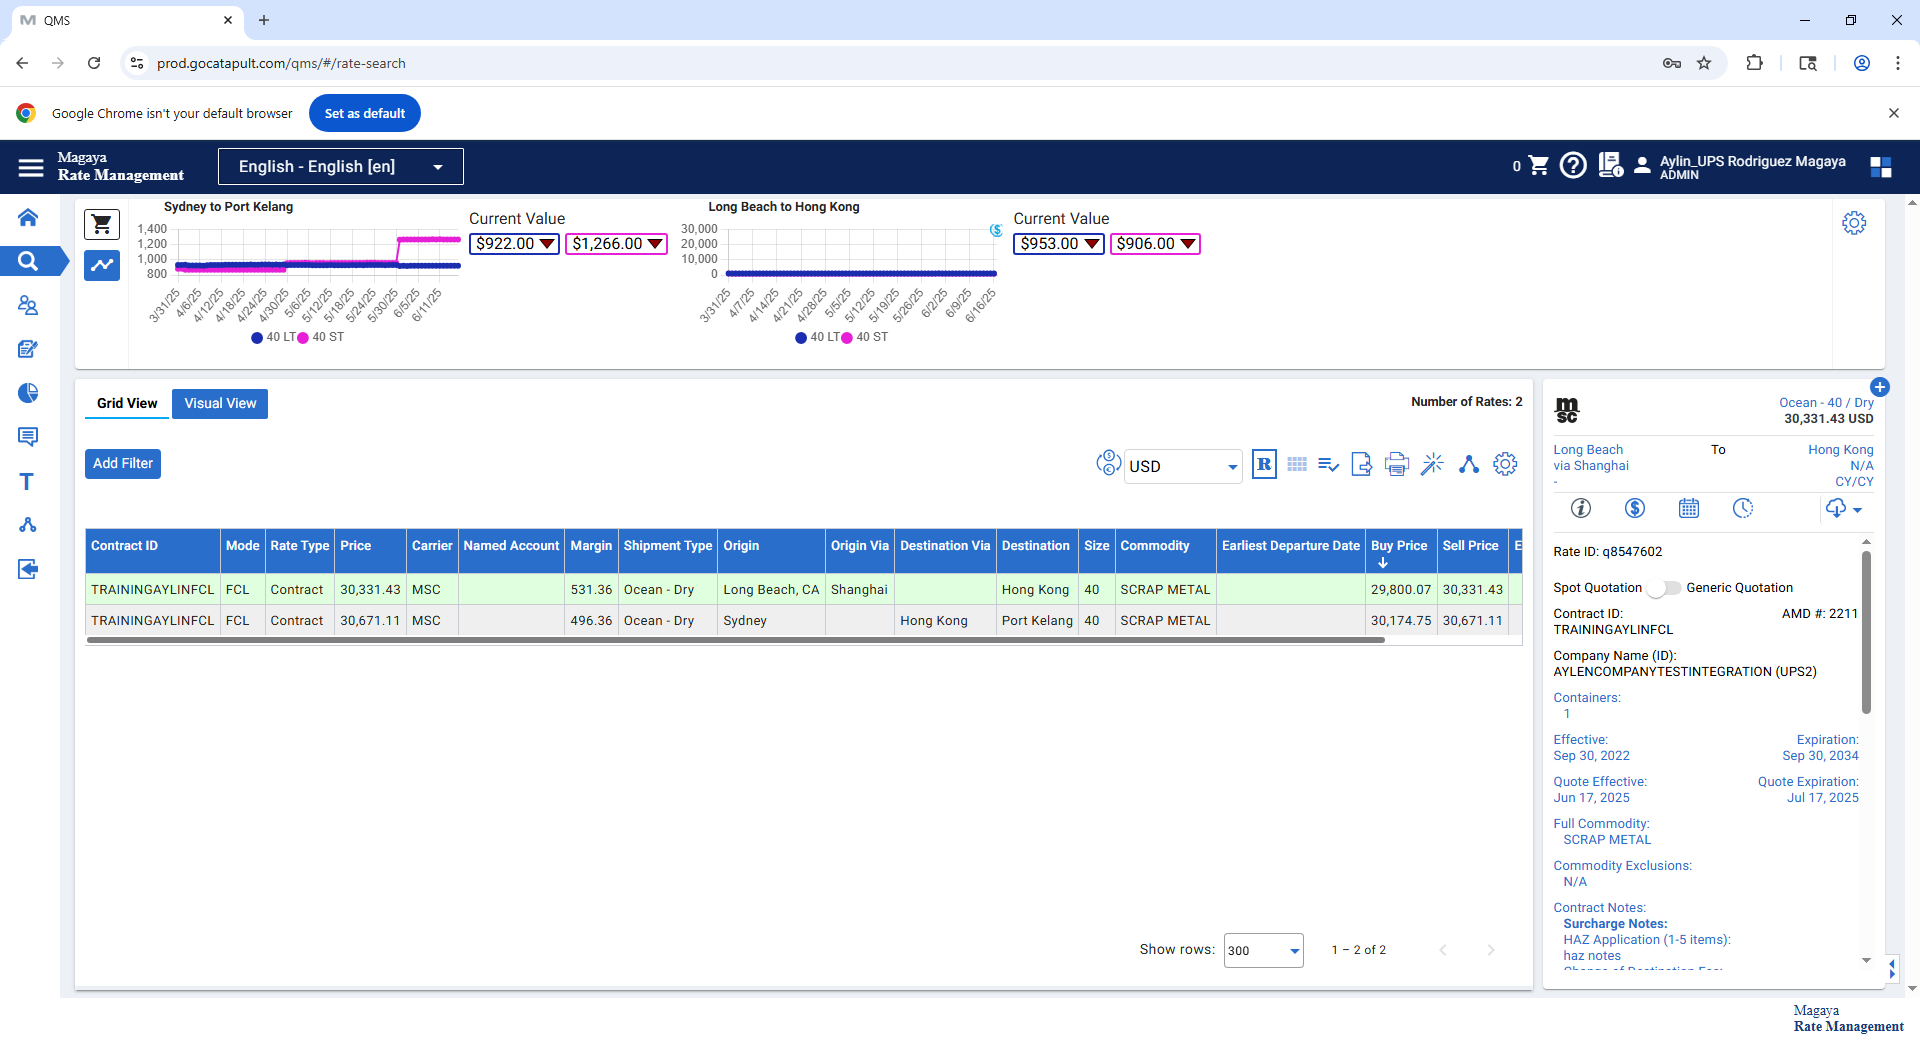 QMS
prod.gocatapult.com/qms/#/rate-search
Google Chrome isn't your default browser
Set as default
Magaya
Rate Management
English - English [en]
0
Aylin_UPS Rodriguez Magaya
ADMIN
Sydney to Port Kelang
1,400
1,200
1,000
800
3/31/25
4/6/25
4/12/25
4/18/25
4/24/25
4/30/25
5/6/25
5/12/25
5/18/25
5/24/25
5/30/25
6/5/25
6/11/25
40 LT
40 ST
Current Value
$922.00
$1,266.00
Long Beach to Hong Kong
30,000
20,000
10,000
0
3/31/25
4/7/25
4/14/25
4/21/25
4/28/25
5/5/25
5/12/25
5/19/25
5/26/25
6/2/25
6/9/25
6/16/25
40 LT
40 ST
Current Value
$953.00
$906.00
Grid View
Visual View
Number of Rates: 2
Add Filter
USD
R
Contract ID Mode Rate Type Price Carrier Named Account Margin Shipment Type Origin Origin Via Destination Via Destination Size Commodity Earliest Departure Date Buy Price Sell Price E
TRAININGAYLINFCL FCL Contract 30,331.43 MSC 531.36 Ocean - Dry Long Beach, CA Shanghai Hong Kong 40 SCRAP METAL 29,800.07 30,331.43
TRAININGAYLINFCL FCL Contract 30,671.11 MSC 496.36 Ocean - Dry Sydney Hong Kong Port Kelang 40 SCRAP METAL 30,174.75 30,671.11
Show rows: 300 1 – 2 of 2
msc
Ocean - 40 / Dry
30,331.43 USD
Long Beach To Hong Kong
via Shanghai N/A
- CY/CY
Rate ID: q8547602
Spot Quotation Generic Quotation
Contract ID: AMD #: 2211
TRAININGAYLINFCL
Company Name (ID):
AYLENCOMPANYTESTINTEGRATION (UPS2)
Containers:
1
Effective: Expiration:
Sep 30, 2022 Sep 30, 2034
Quote Effective: Quote Expiration:
Jun 17, 2025 Jul 17, 2025
Full Commodity:
SCRAP METAL
Commodity Exclusions:
N/A
Contract Notes:
Surcharge Notes:
HAZ Application (1-5 items):
haz notes
Change of Destination Fee:
Magaya
Rate Management